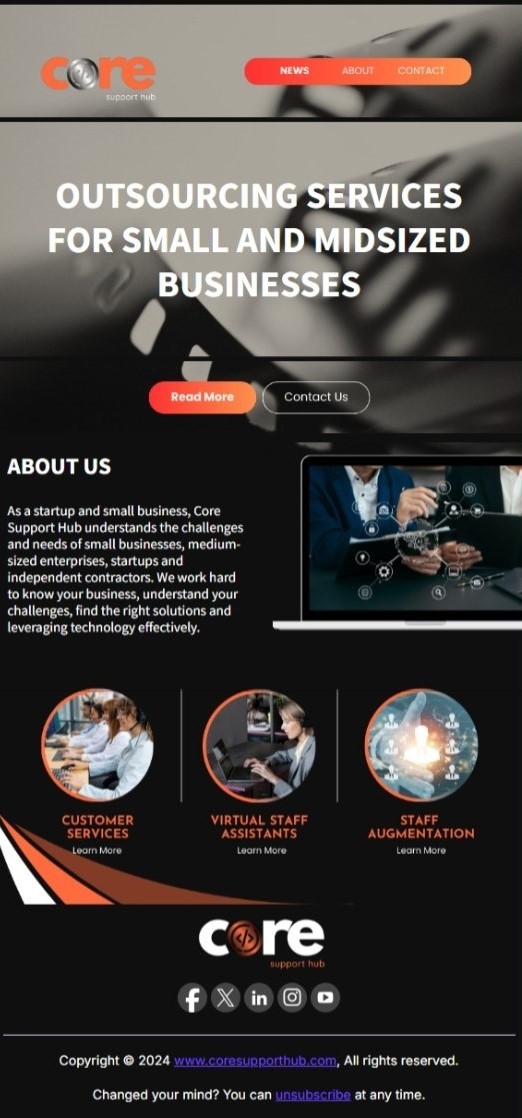 core
support hub
NEWS ABOUT CONTACT
OUTSOURCING SERVICES
FOR SMALL AND MIDSIZED
BUSINESSES
Read More Contact Us
ABOUT US
As a startup and small business, Core
Support Hub understands the challenges
and needs of small businesses, medium-
sized enterprises, startups and
independent contractors. We work hard
to know your business, understand your
challenges, find the right solutions and
leveraging technology effectively.
CUSTOMER
SERVICES
Learn More
VIRTUAL STAFF
ASSISTANTS
Learn More
STAFF
AUGMENTATION
Learn More
core
support hub
Copyright © 2024 www.coresupporthub.com, All rights reserved.
Changed your mind? You can unsubscribe at any time.